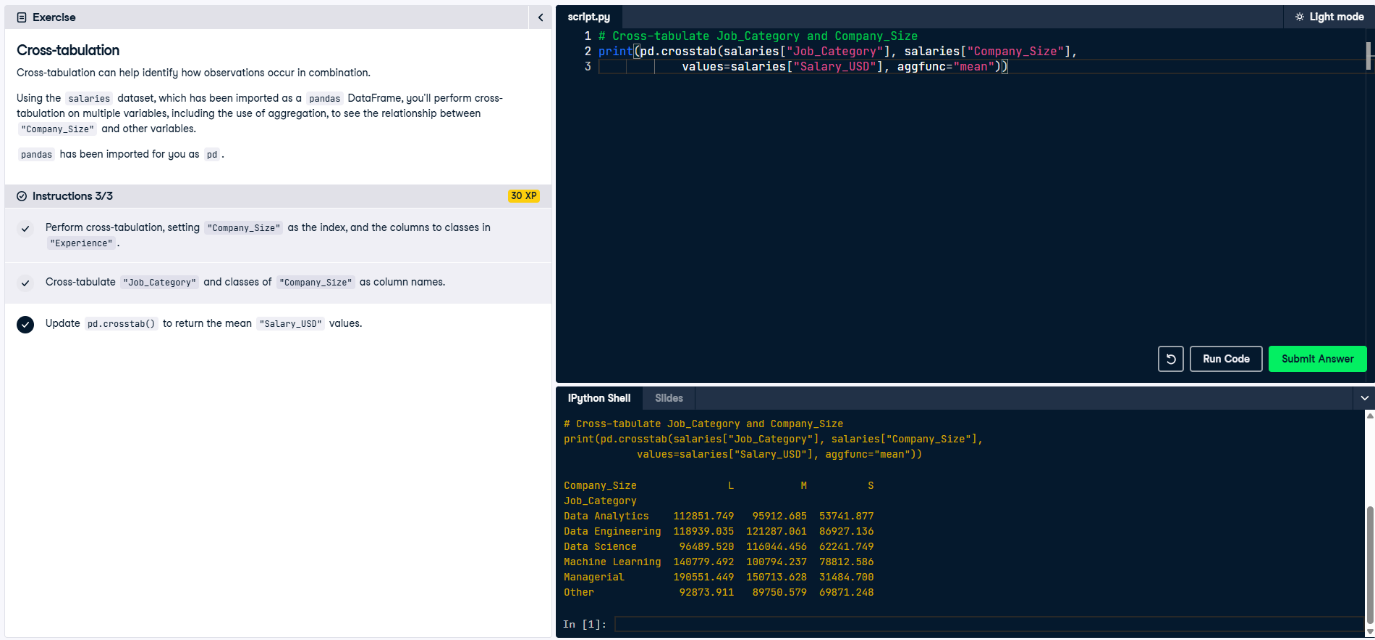 Exercise
Cross-tabulation
Cross-tabulation can help identify how observations occur in combination.
Using the salaries dataset, which has been imported as a pandas DataFrame, you'll perform cross-
tabulation on multiple variables, including the use of aggregation, to see the relationship between
"Company_Size" and other variables.
pandas has been imported for you as pd .
Instructions 3/3
30 XP
Perform cross-tabulation, setting "Company_Size" as the index, and the columns to classes in
"Experience" .
Cross-tabulate "Job_Category" and classes of "Company_Size" as column names.
Update pd.crosstab() to return the mean "Salary_USD" values.
script.py
Light mode
1 # Cross-tabulate Job_Category and Company_Size
2 print(pd.crosstab(salaries["Job_Category"], salaries["Company_Size"],
3 values=salaries["Salary_USD"], aggfunc="mean"))
Run Code
Submit Answer
IPython Shell
Slides
# Cross-tabulate Job_Category and Company_Size
print(pd.crosstab(salaries["Job_Category"], salaries["Company_Size"],
values=salaries["Salary_USD"], aggfunc="mean"))
Company_Size L M S
Job_Category
Data Analytics 112851.749 95912.685 53741.877
Data Engineering 118939.035 121287.061 86927.136
Data Science 96489.520 116044.456 62241.749
Machine Learning 140779.492 100794.237 78812.586
Managerial 190551.449 150713.628 31484.700
Other 92873.911 89750.579 69871.248
In [1]: